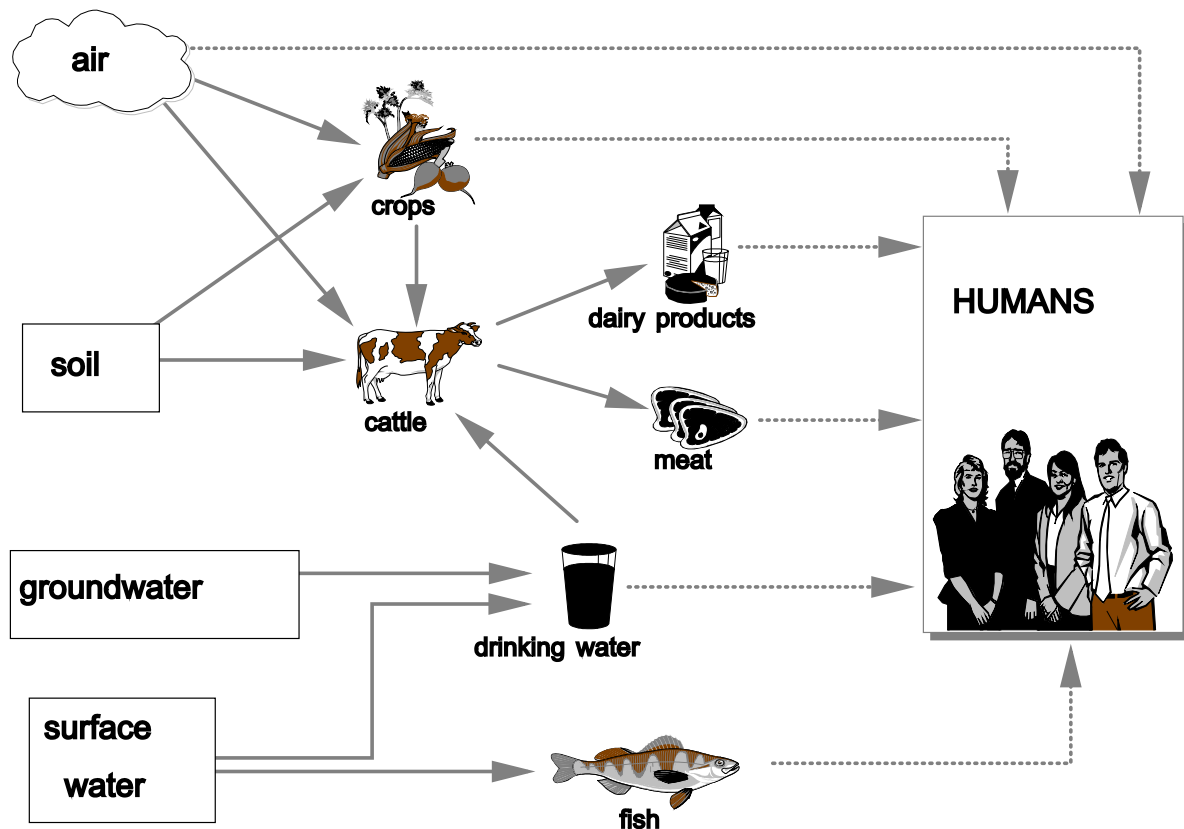 air
crops
dairy products
HUMANS
soil
cattle
meat
groundwater
drinking water
surface
water
fish